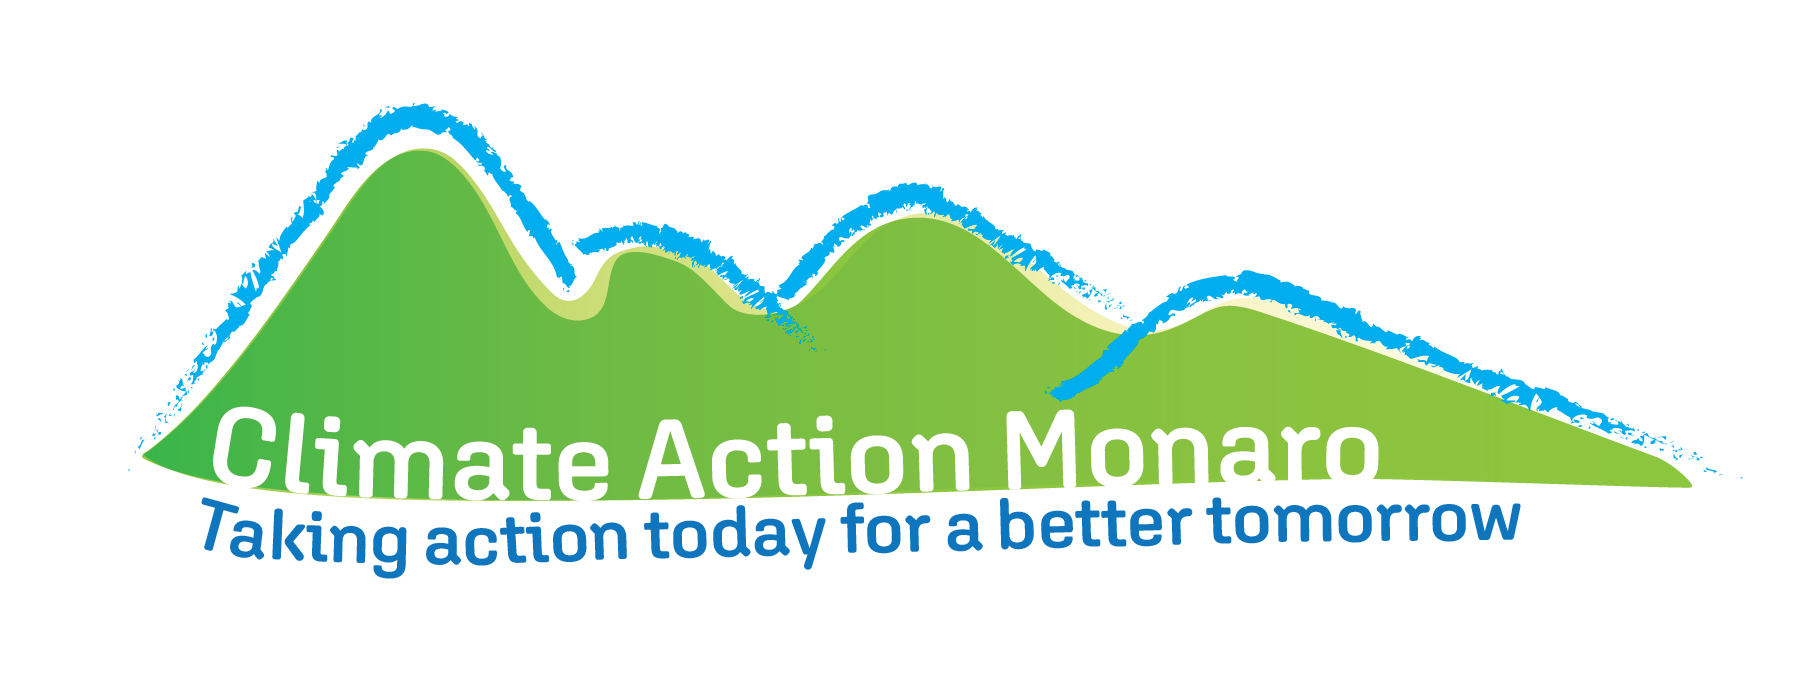 Climate Action Monaro
Taking action today for a better tomorrow